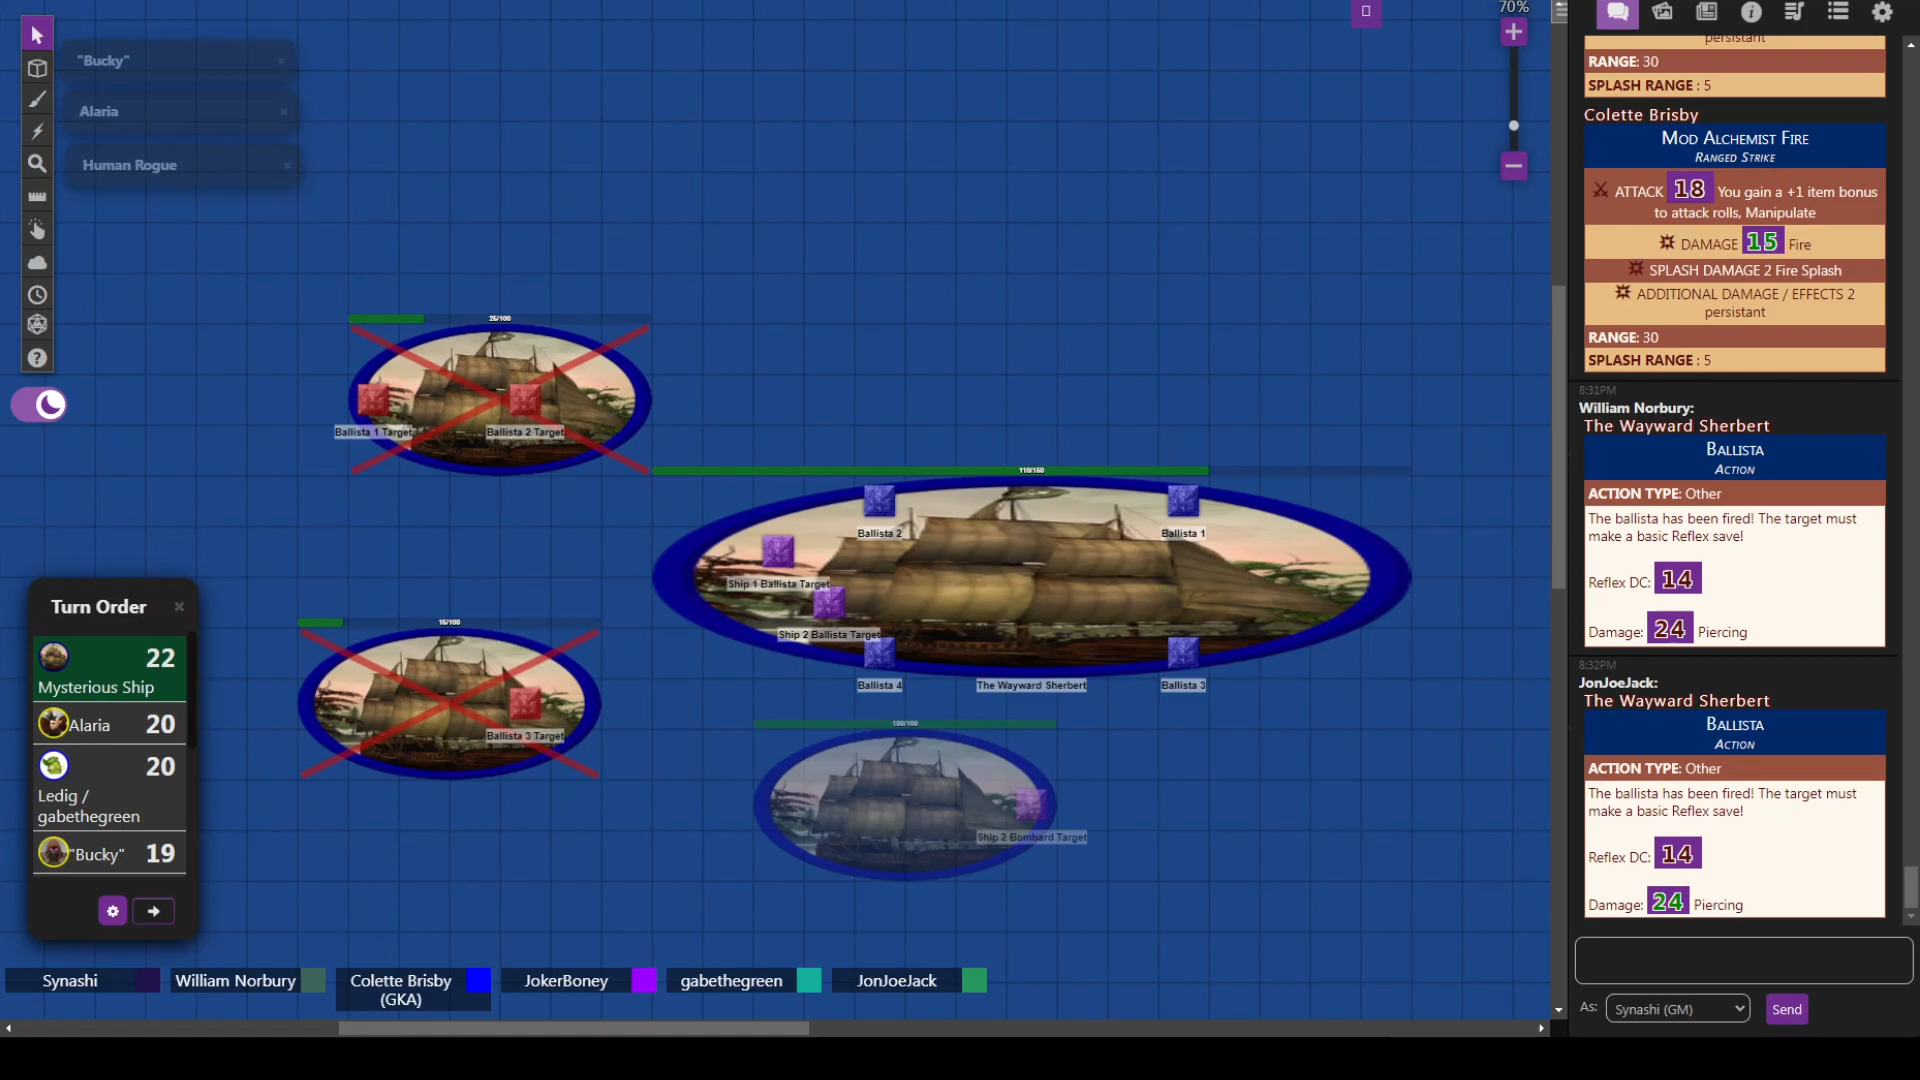 70%
"Bucky"
Alaria
Human Rogue
25/100
Ballista 1 Target
Ballista 2 Target
110/150
Ballista 2
Ballista 1
Ship 1 Ballista Target
Ship 2 Ballista Target
Ballista 4
The Wayward Sherbert
Ballista 3
15/100
Ballista 3 Target
100/100
Ship 2 Bombard Target
Turn Order
22
Mysterious Ship
Alaria 20
20
Ledig /
gabethegreen
"Bucky" 19
Synashi
William Norbury
Colette Brisby
(GKA)
JokerBoney
gabethegreen
JonJoeJack
persistant
RANGE: 30
SPLASH RANGE : 5
Colette Brisby
MOD ALCHEMIST FIRE
RANGED STRIKE
ATTACK 18 You gain a +1 item bonus
to attack rolls, Manipulate
DAMAGE 15 Fire
SPLASH DAMAGE 2 Fire Splash
ADDITIONAL DAMAGE / EFFECTS 2
persistant
RANGE: 30
SPLASH RANGE : 5
8:31PM
William Norbury:
The Wayward Sherbert
BALLISTA
ACTION
ACTION TYPE: Other
The ballista has been fired! The target must
make a basic Reflex save!
Reflex DC: 14
Damage: 24 Piercing
8:32PM
JonJoeJack:
The Wayward Sherbert
BALLISTA
ACTION
ACTION TYPE: Other
The ballista has been fired! The target must
make a basic Reflex save!
Reflex DC: 14
Damage: 24 Piercing
As: Synashi (GM) Send